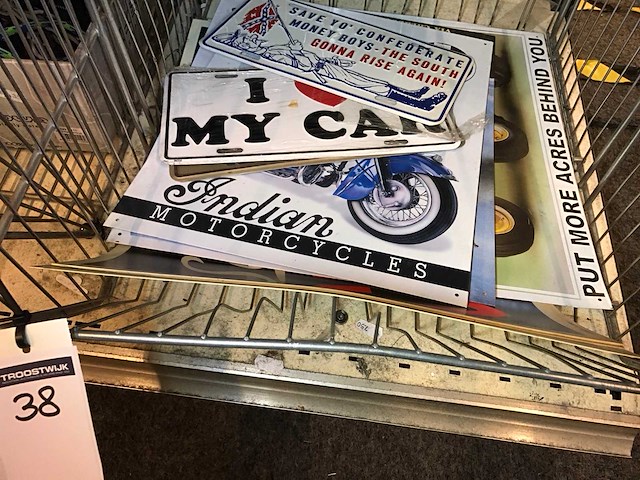 SAVE YO' CONFEDERATE
MONEY BOYS - THE SOUTH
GONNA RISE AGAIN!
I
MY CAR
Indian
MOTORCYCLES
PUT MORE ACRES BEHIND YOU
TROOSTWIJK
38